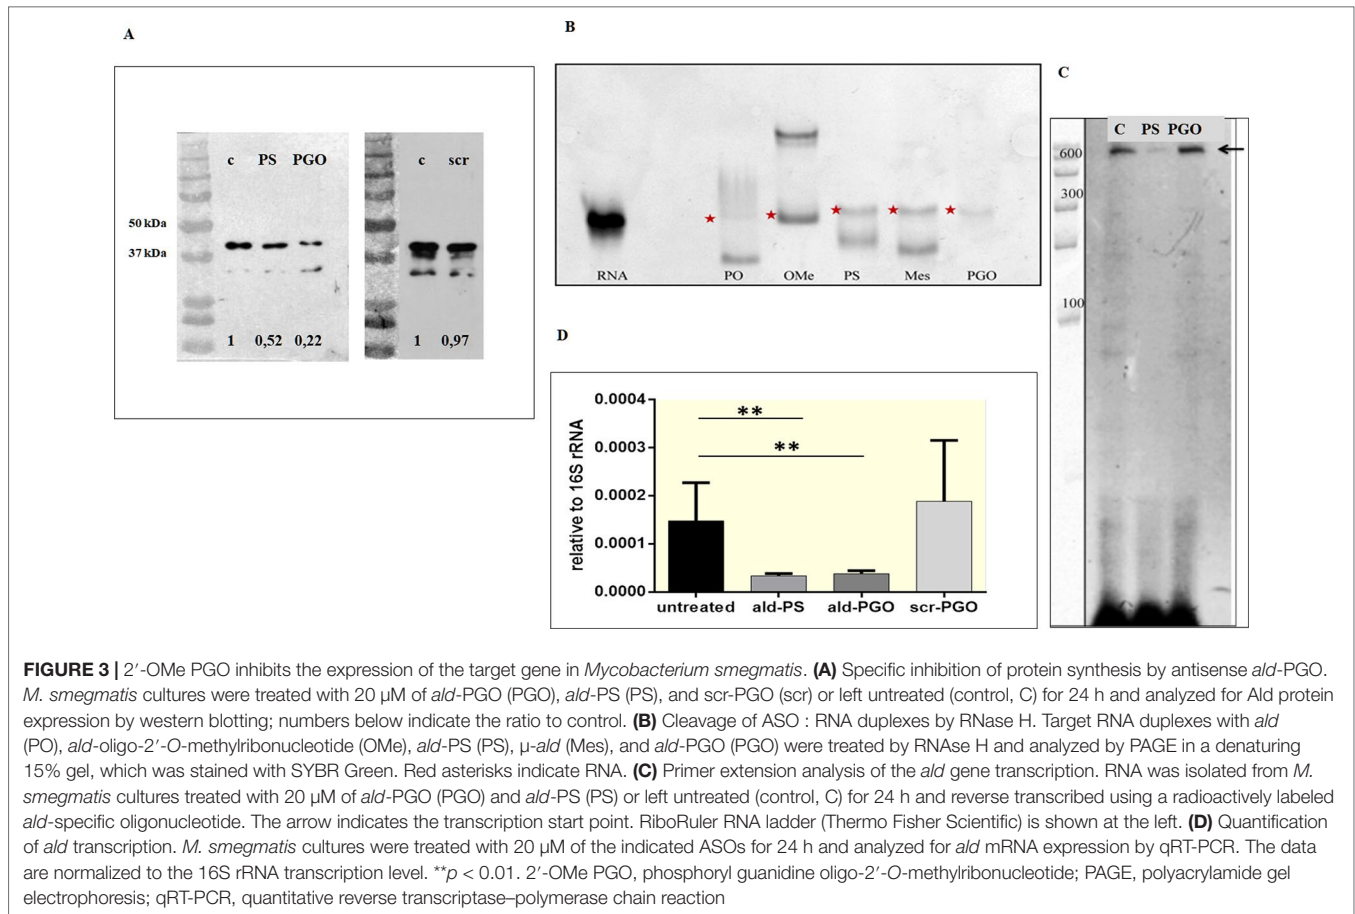 A
c PS PGO
c scr
50 kDa
37 kDa
1 0,52 0,22
1 0,97
B
RNA PO OMe PS Mes PGO
C
C PS PGO
600
300
100
D
relative to 16S rRNA
0.0004
0.0003
0.0002
0.0001
0.0000
**
**
untreated ald-PS ald-PGO scr-PGO
FIGURE 3 | 2′-OMe PGO inhibits the expression of the target gene in Mycobacterium smegmatis. (A) Specific inhibition of protein synthesis by antisense ald-PGO.
M. smegmatis cultures were treated with 20 µM of ald-PGO (PGO), ald-PS (PS), and scr-PGO (scr) or left untreated (control, C) for 24 h and analyzed for Ald protein
expression by western blotting; numbers below indicate the ratio to control. (B) Cleavage of ASO : RNA duplexes by RNase H. Target RNA duplexes with ald
(PO), ald-oligo-2′-O-methylribonucleotide (OMe), ald-PS (PS), µ-ald (Mes), and ald-PGO (PGO) were treated by RNAse H and analyzed by PAGE in a denaturing
15% gel, which was stained with SYBR Green. Red asterisks indicate RNA. (C) Primer extension analysis of the ald gene transcription. RNA was isolated from M.
smegmatis cultures treated with 20 µM of ald-PGO (PGO) and ald-PS (PS) or left untreated (control, C) for 24 h and reverse transcribed using a radioactively labeled
ald-specific oligonucleotide. The arrow indicates the transcription start point. RiboRuler RNA ladder (Thermo Fisher Scientific) is shown at the left. (D) Quantification
of ald transcription. M. smegmatis cultures were treated with 20 µM of the indicated ASOs for 24 h and analyzed for ald mRNA expression by qRT-PCR. The data
are normalized to the 16S rRNA transcription level. **p < 0.01. 2′-OMe PGO, phosphoryl guanidine oligo-2′-O-methylribonucleotide; PAGE, polyacrylamide gel
electrophoresis; qRT-PCR, quantitative reverse transcriptase–polymerase chain reaction